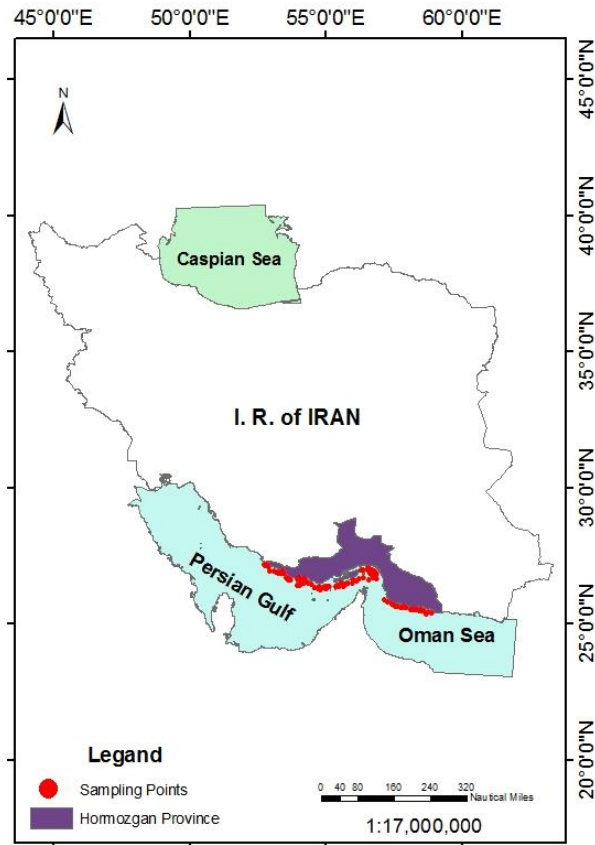 45°0'0"E 50°0'0"E 55°0'0"E 60°0'0"E
45°0'0"N
40°0'0"N
35°0'0"N
30°0'0"N
25°0'0"N
20°0'0"N
N
Caspian Sea
I. R. of IRAN
Persian Gulf
Oman Sea
Legand
Sampling Points
Hormozgan Province
0 40 80 160 240 320
Nautical Miles
1:17,000,000